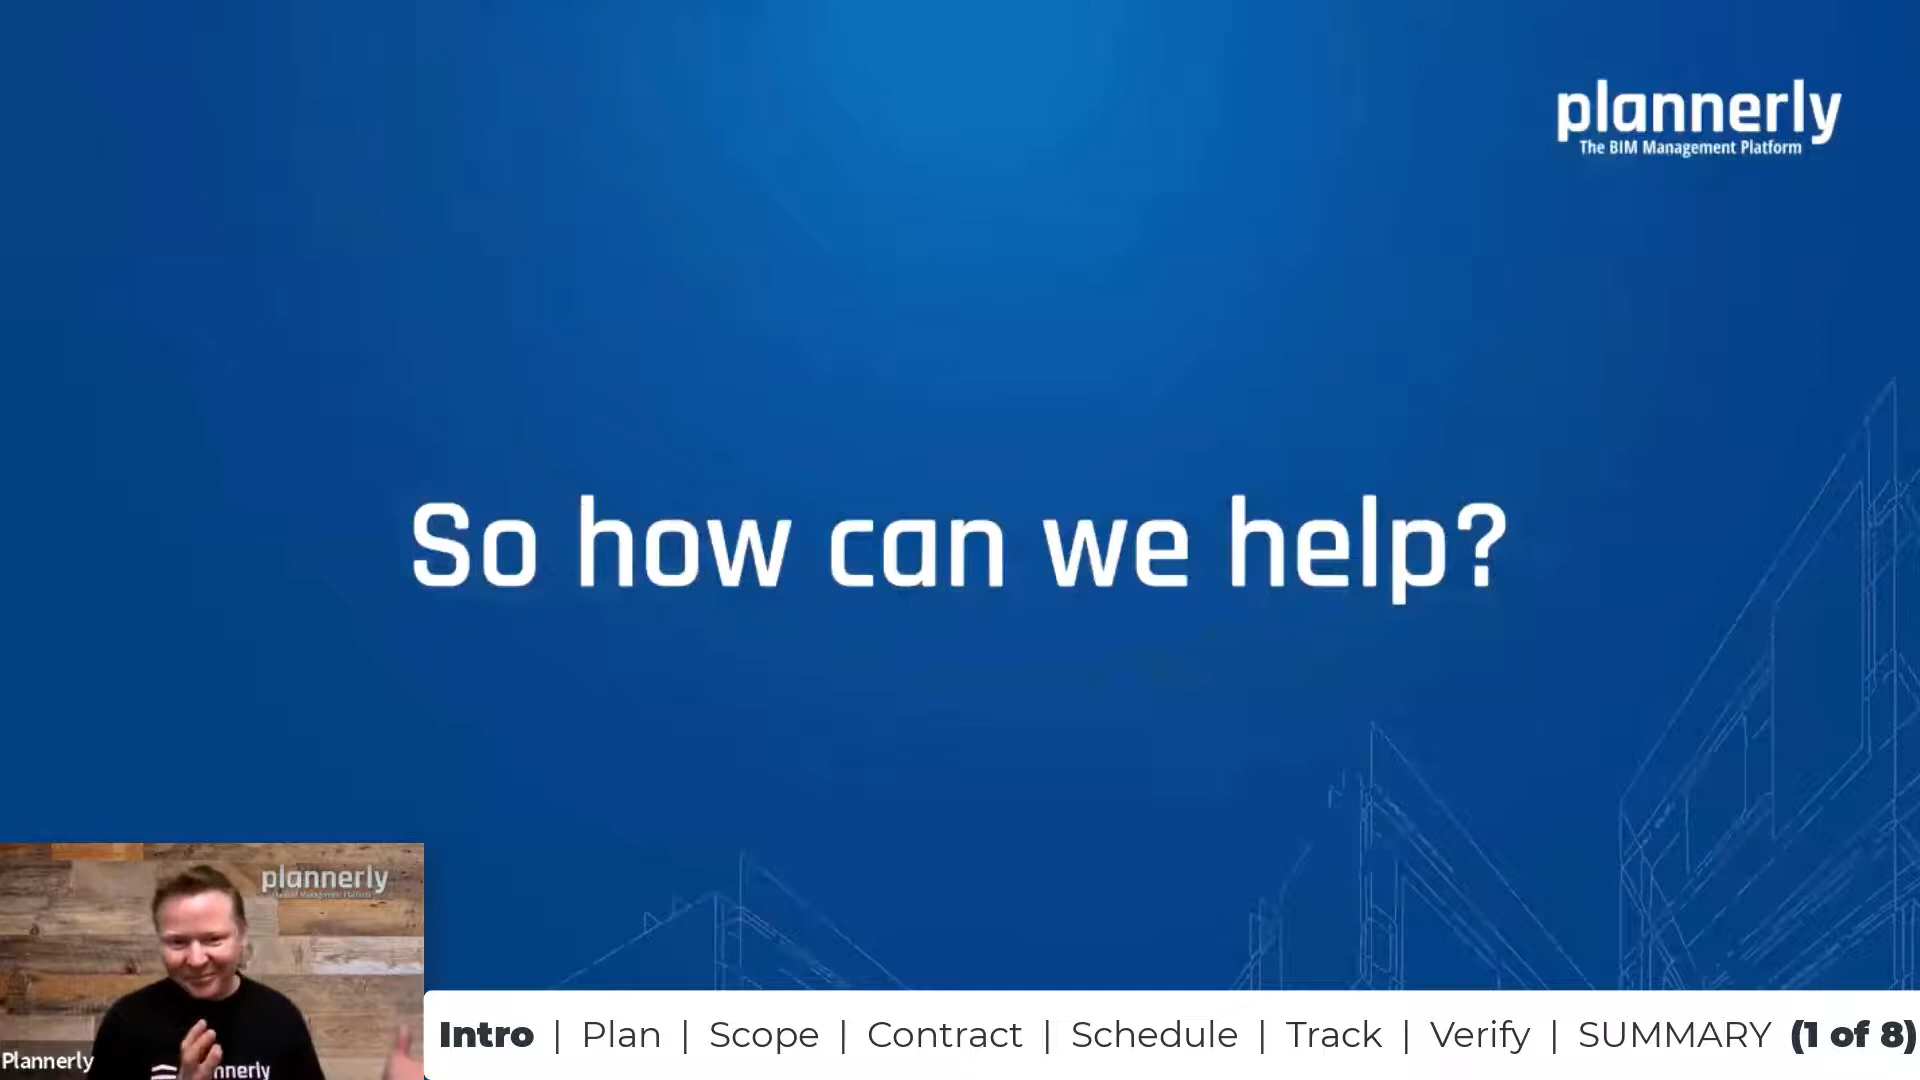 plannerly
The BIM Management Platform
So how can we help?
plannerly
Plannerly
nnerly
Intro | Plan | Scope | Contract | Schedule | Track | Verify | SUMMARY (1 of 8)